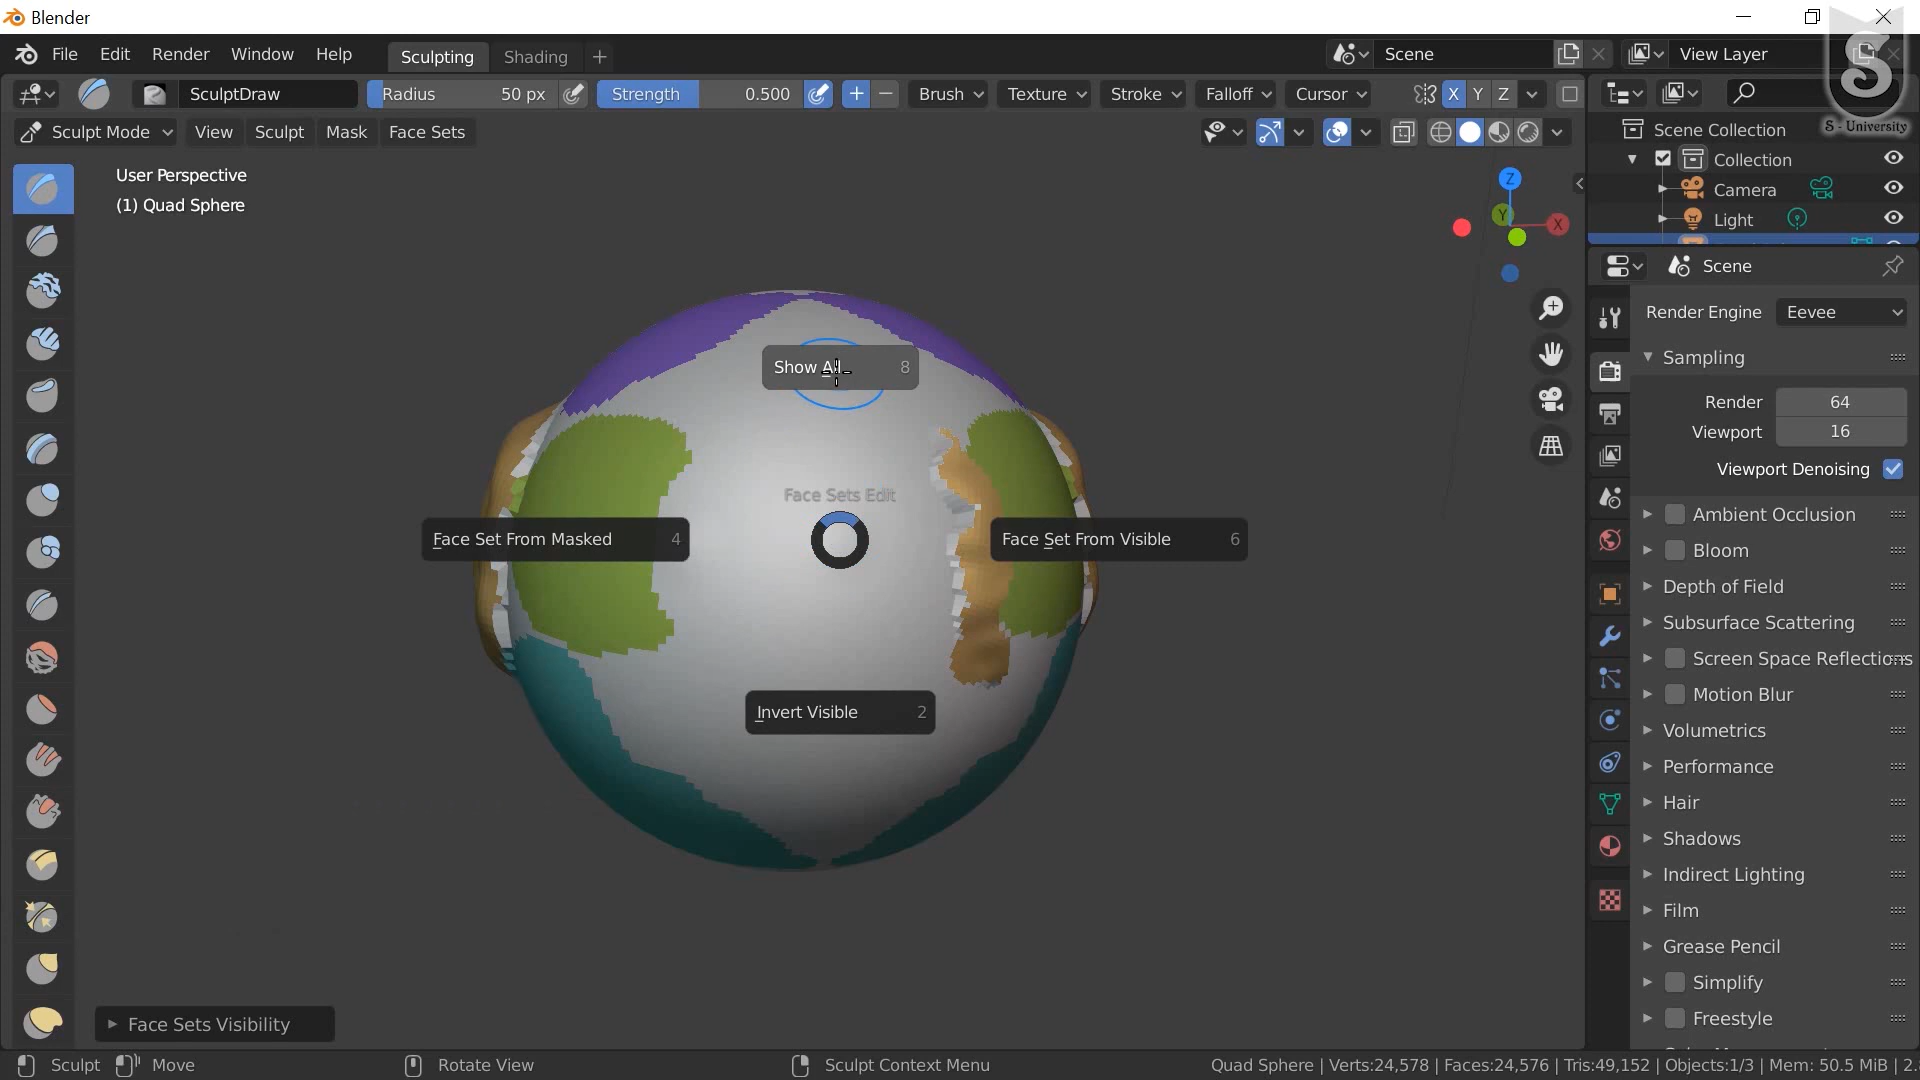 Blender
File Edit Render Window Help Sculpting Shading + Scene View Layer
SculptDraw Radius 50 px Strength 0.500 Brush Texture Stroke Falloff Cursor X Y Z
S - University
Sculpt Mode View Sculpt Mask Face Sets
Scene Collection
Collection
Camera
Light
User Perspective
(1) Quad Sphere
Z
Y
X
Scene
Render Engine Eevee
Sampling
Render 64
Viewport 16
Viewport Denoising
Ambient Occlusion
Bloom
Depth of Field
Subsurface Scattering
Screen Space Reflections
Motion Blur
Volumetrics
Performance
Hair
Shadows
Indirect Lighting
Film
Grease Pencil
Simplify
Freestyle
Show All 8
Face Sets Edit
Face Set From Masked 4
Face Set From Visible 6
Invert Visible 2
Face Sets Visibility
Sculpt Move Rotate View Sculpt Context Menu Quad Sphere | Verts:24,578 | Faces:24,576 | Tris:49,152 | Objects:1/3 | Mem: 50.5 MiB | 2.